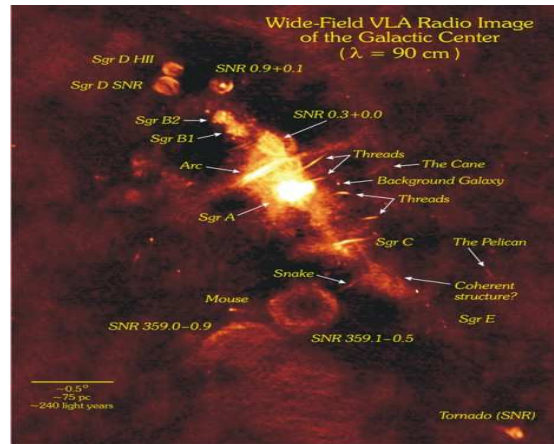 Wide-Field VLA Radio Image
of the Galactic Center
(λ = 90 cm)
Sgr D HII
Sgr D SNR
SNR 0.9+0.1
Sgr B2
Sgr B1
SNR 0.3+0.0
Arc
Threads
The Cane
Background Galaxy
Threads
Sgr A
Sgr C
The Pelican
Snake
Coherent
structure?
Mouse
Sgr E
SNR 359.0-0.9
SNR 359.1-0.5
~0.5°
~75 pc
~240 light years
Tornado (SNR)